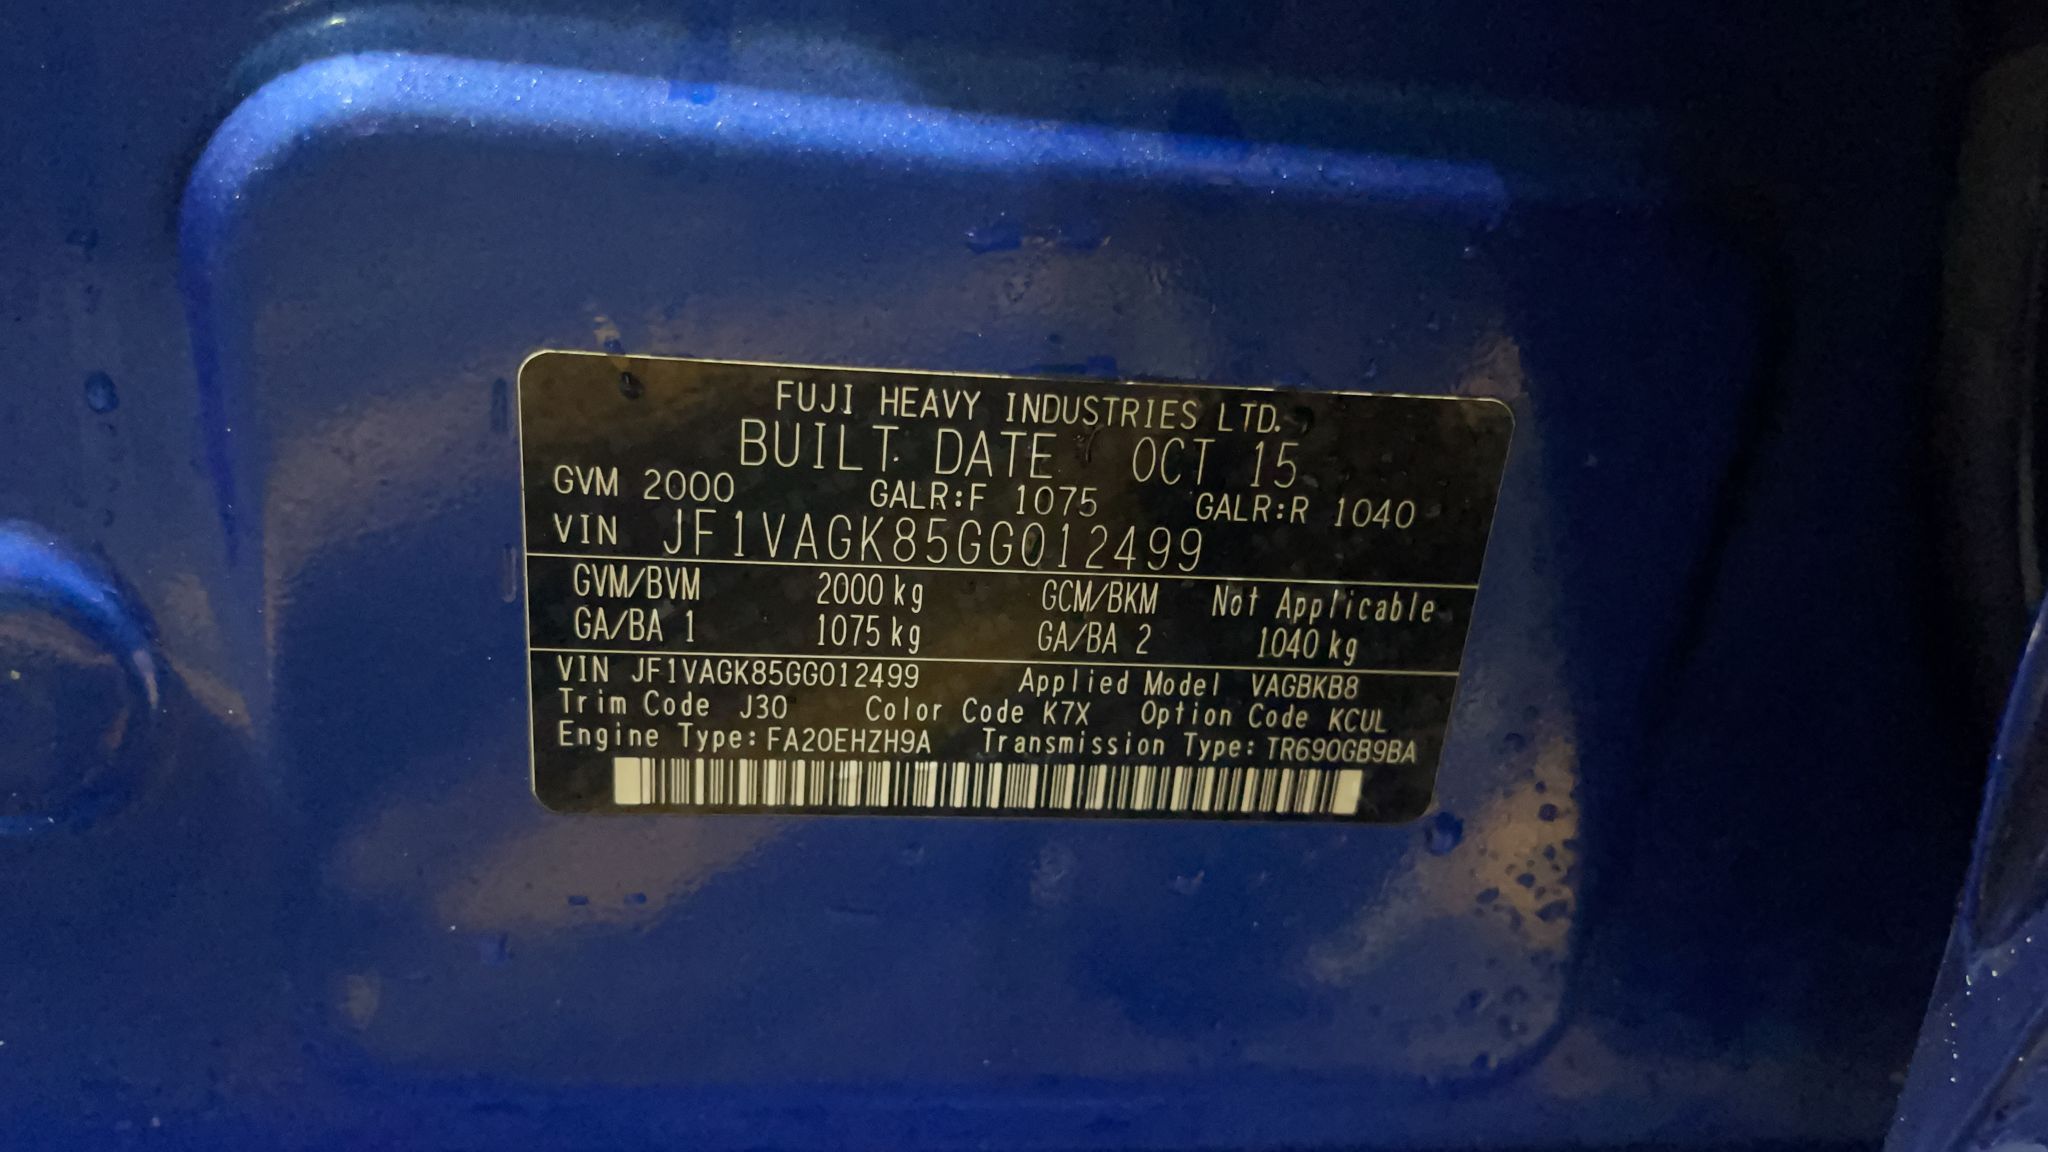 FUJI HEAVY INDUSTRIES LTD.
BUILT DATE OCT 15
GVM 2000 GALR:F 1075 GALR:R 1040
VIN JF1VAGK85GG012499
GVM/BVM 2000 kg GCM/BKM Not Applicable
GA/BA 1 1075 kg GA/BA 2 1040 kg
VIN JF1VAGK85GG012499 Applied Model VAGBKB8
Trim Code J30 Color Code K7X Option Code KCUL
Engine Type: FA20EHZH9A Transmission Type: TR690GB9BA